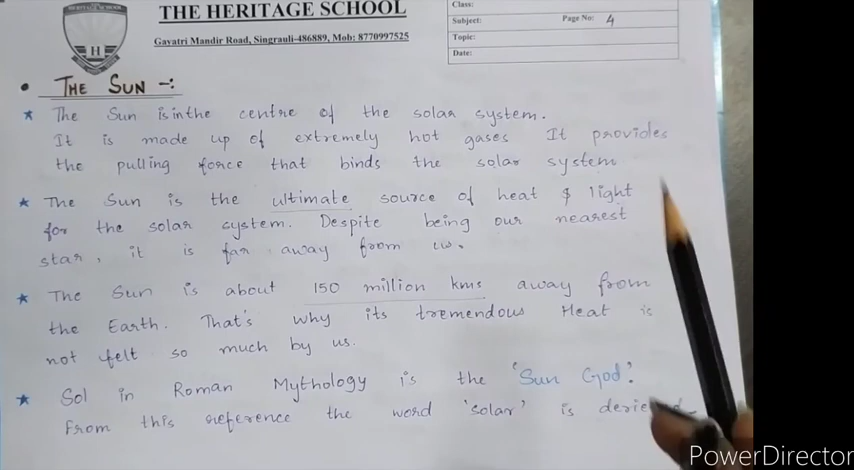 THE HERITAGE SCHOOL
Gayatri Mandir Road, Singrauli-486889, Mob: 8770997525
Class:
Subject: Page No: 4
Topic:
Date:
H
• THE SUN -:
★ The Sun is in the centre of the solar system.
It is made up of extremely hot gases It provides
the pulling force that binds the solar system
★ The Sun is the ultimate source of heat & light
for the solar system. Despite being our nearest
star, it is far away from us.
★ The Sun is about 150 million kms away from
the Earth. That's why its tremendous Heat is
not felt so much by us.
★ Sol in Roman Mythology is the 'Sun God'.
From this reference the word 'solar' is
PowerDirector